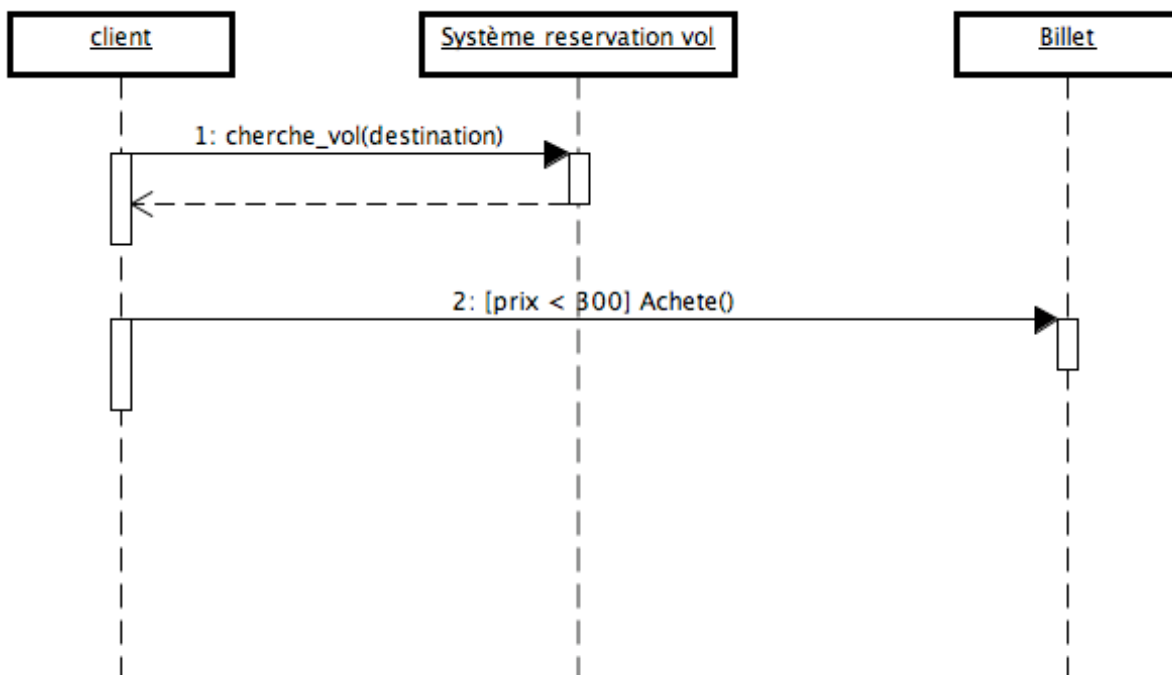 client
Système reservation vol
Billet
1: cherche_vol(destination)
2: [prix < 300] Achete()